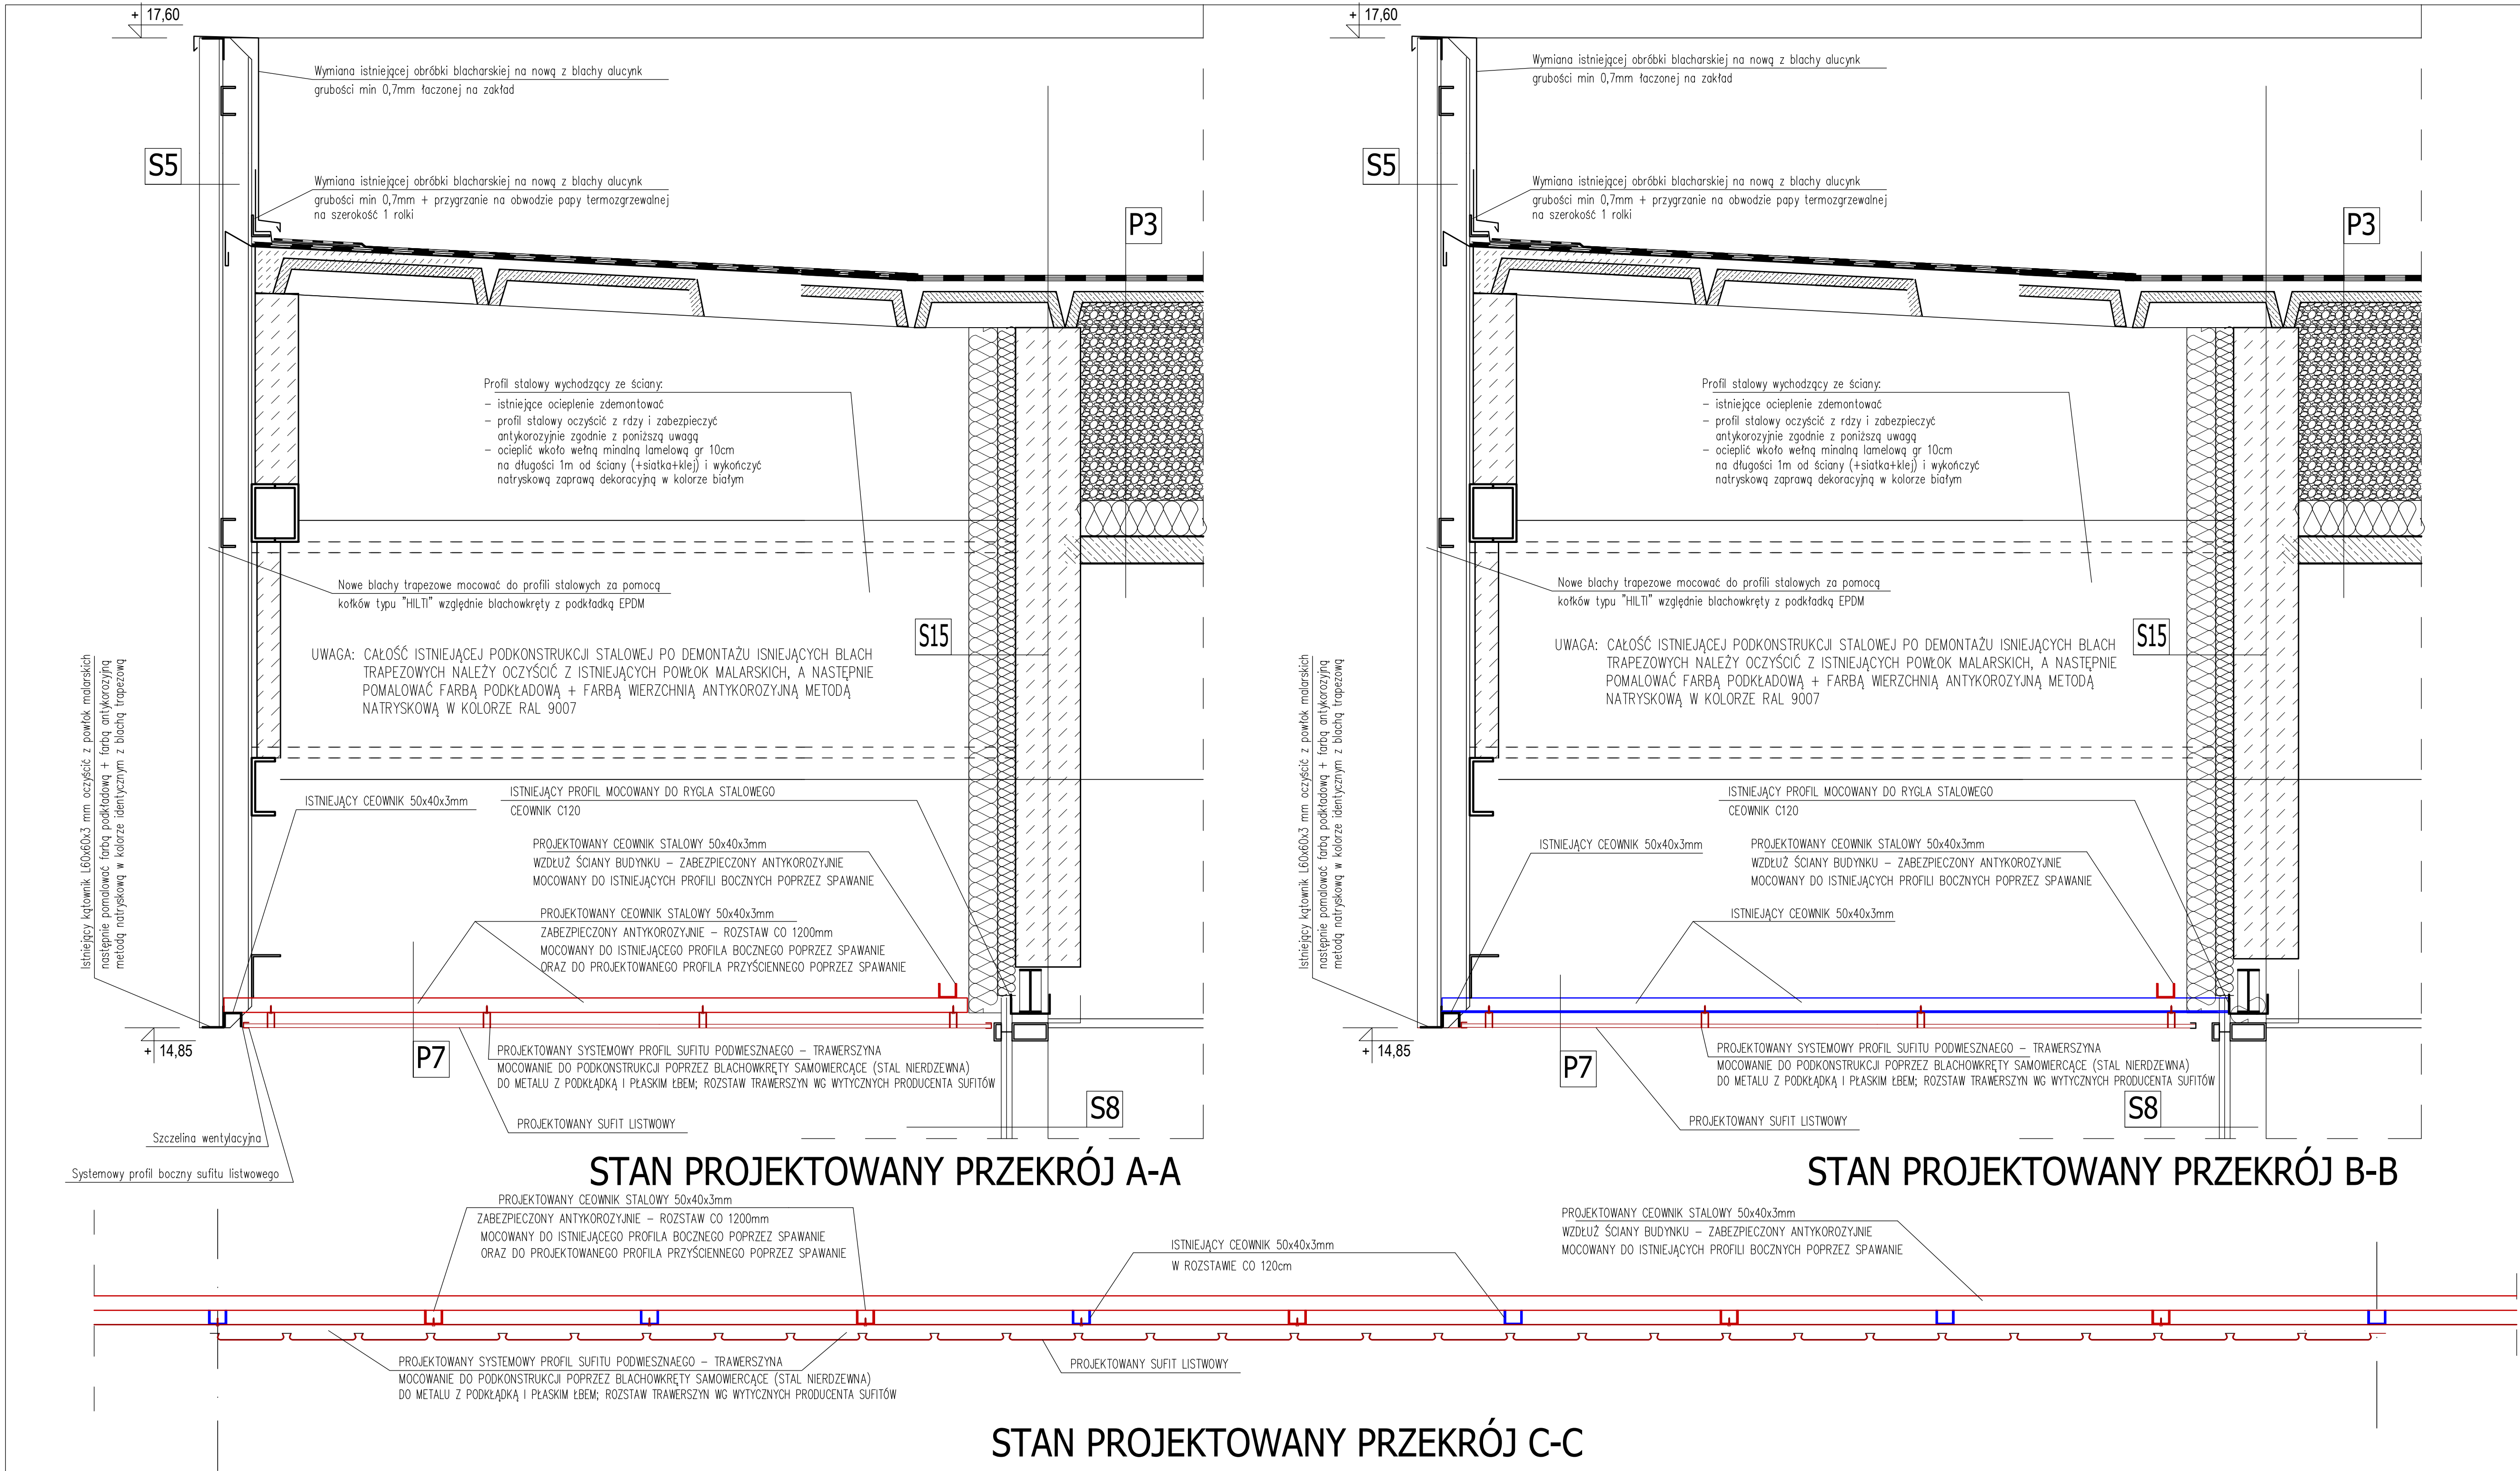 + 17,60
Wymiana istniejącej obróbki blacharskiej na nową z blachy alucynk
grubości min 0,7mm łaczonej na zakład
S5
Wymiana istniejącej obróbki blacharskiej na nową z blachy alucynk
grubości min 0,7mm + przygrzanie na obwodzie papy termozgrzewalnej
na szerokość 1 rolki
P3
Profil stalowy wychodzący ze ściany:
– istniejące ocieplenie zdemontować
– profil stalowy oczyścić z rdzy i zabezpieczyć
antykorozyjnie zgodnie z poniższą uwagą
– ocieplić wkoło wełną minalną lamelową gr 10cm
na długości 1m od ściany (+siatka+klej) i wykończyć
natryskową zaprawą dekoracyjną w kolorze białym
Nowe blachy trapezowe mocować do profili stalowych za pomocą
kołków typu "HILTI" względnie blachowkręty z podkładką EPDM
S15
UWAGA: CAŁOŚĆ ISTNIEJĄCEJ PODKONSTRUKCJI STALOWEJ PO DEMONTAŻU ISNIEJĄCYCH BLACH
TRAPEZOWYCH NALEŻY OCZYŚCIĆ Z ISTNIEJĄCYCH POWŁOK MALARSKICH, A NASTĘPNIE
POMALOWAĆ FARBĄ PODKŁADOWĄ + FARBĄ WIERZCHNIĄ ANTYKOROZYJNĄ METODĄ
NATRYSKOWĄ W KOLORZE RAL 9007
Istniejący kątownik L60x60x3 mm oczyścić z powłok malarskich
następnie pomalować farbą podkładową + farbą antykorozyjną
metodą natryskową w kolorze identycznym z blachą trapezową
ISTNIEJĄCY CEOWNIK 50x40x3mm
ISTNIEJĄCY PROFIL MOCOWANY DO RYGLA STALOWEGO
CEOWNIK C120
PROJEKTOWANY CEOWNIK STALOWY 50x40x3mm
WZDŁUŻ ŚCIANY BUDYNKU – ZABEZPIECZONY ANTYKOROZYJNIE
MOCOWANY DO ISTNIEJĄCYCH PROFILI BOCZNYCH POPRZEZ SPAWANIE
PROJEKTOWANY CEOWNIK STALOWY 50x40x3mm
ZABEZPIECZONY ANTYKOROZYJNIE – ROZSTAW CO 1200mm
MOCOWANY DO ISTNIEJĄCEGO PROFILA BOCZNEGO POPRZEZ SPAWANIE
ORAZ DO PROJEKTOWANEGO PROFILA PRZYŚCIENNEGO POPRZEZ SPAWANIE
+ 14,85
P7
PROJEKTOWANY SYSTEMOWY PROFIL SUFITU PODWIESZNAEGO – TRAWERSZYNA
MOCOWANIE DO PODKONSTRUKCJI POPRZEZ BLACHOWKRĘTY SAMOWIERCĄCE (STAL NIERDZEWNA)
DO METALU Z PODKŁĄDKĄ I PŁASKIM ŁBEM; ROZSTAW TRAWERSZYN WG WYTYCZNYCH PRODUCENTA SUFITÓW
S8
PROJEKTOWANY SUFIT LISTWOWY
Szczelina wentylacyjna
Systemowy profil boczny sufitu listwowego
STAN PROJEKTOWANY PRZEKRÓJ A-A
+ 17,60
Wymiana istniejącej obróbki blacharskiej na nową z blachy alucynk
grubości min 0,7mm łaczonej na zakład
S5
Wymiana istniejącej obróbki blacharskiej na nową z blachy alucynk
grubości min 0,7mm + przygrzanie na obwodzie papy termozgrzewalnej
na szerokość 1 rolki
P3
Profil stalowy wychodzący ze ściany:
– istniejące ocieplenie zdemontować
– profil stalowy oczyścić z rdzy i zabezpieczyć
antykorozyjnie zgodnie z poniższą uwagą
– ocieplić wkoło wełną minalną lamelową gr 10cm
na długości 1m od ściany (+siatka+klej) i wykończyć
natryskową zaprawą dekoracyjną w kolorze białym
Nowe blachy trapezowe mocować do profili stalowych za pomocą
kołków typu "HILTI" względnie blachowkręty z podkładką EPDM
S15
UWAGA: CAŁOŚĆ ISTNIEJĄCEJ PODKONSTRUKCJI STALOWEJ PO DEMONTAŻU ISNIEJĄCYCH BLACH
TRAPEZOWYCH NALEŻY OCZYŚCIĆ Z ISTNIEJĄCYCH POWŁOK MALARSKICH, A NASTĘPNIE
POMALOWAĆ FARBĄ PODKŁADOWĄ + FARBĄ WIERZCHNIĄ ANTYKOROZYJNĄ METODĄ
NATRYSKOWĄ W KOLORZE RAL 9007
Istniejący kątownik L60x60x3 mm oczyścić z powłok malarskich
następnie pomalować farbą podkładową + farbą antykorozyjną
metodą natryskową w kolorze identycznym z blachą trapezową
ISTNIEJĄCY PROFIL MOCOWANY DO RYGLA STALOWEGO
CEOWNIK C120
ISTNIEJĄCY CEOWNIK 50x40x3mm
PROJEKTOWANY CEOWNIK STALOWY 50x40x3mm
WZDŁUŻ ŚCIANY BUDYNKU – ZABEZPIECZONY ANTYKOROZYJNIE
MOCOWANY DO ISTNIEJĄCYCH PROFILI BOCZNYCH POPRZEZ SPAWANIE
ISTNIEJĄCY CEOWNIK 50x40x3mm
+ 14,85
P7
PROJEKTOWANY SYSTEMOWY PROFIL SUFITU PODWIESZNAEGO – TRAWERSZYNA
MOCOWANIE DO PODKONSTRUKCJI POPRZEZ BLACHOWKRĘTY SAMOWIERCĄCE (STAL NIERDZEWNA)
DO METALU Z PODKŁĄDKĄ I PŁASKIM ŁBEM; ROZSTAW TRAWERSZYN WG WYTYCZNYCH PRODUCENTA SUFITÓW
S8
PROJEKTOWANY SUFIT LISTWOWY
STAN PROJEKTOWANY PRZEKRÓJ B-B
PROJEKTOWANY CEOWNIK STALOWY 50x40x3mm
ZABEZPIECZONY ANTYKOROZYJNIE – ROZSTAW CO 1200mm
MOCOWANY DO ISTNIEJĄCEGO PROFILA BOCZNEGO POPRZEZ SPAWANIE
ORAZ DO PROJEKTOWANEGO PROFILA PRZYŚCIENNEGO POPRZEZ SPAWANIE
ISTNIEJĄCY CEOWNIK 50x40x3mm
W ROZSTAWIE CO 120cm
PROJEKTOWANY CEOWNIK STALOWY 50x40x3mm
WZDŁUŻ ŚCIANY BUDYNKU – ZABEZPIECZONY ANTYKOROZYJNIE
MOCOWANY DO ISTNIEJĄCYCH PROFILI BOCZNYCH POPRZEZ SPAWANIE
PROJEKTOWANY SYSTEMOWY PROFIL SUFITU PODWIESZNAEGO – TRAWERSZYNA
MOCOWANIE DO PODKONSTRUKCJI POPRZEZ BLACHOWKRĘTY SAMOWIERCĄCE (STAL NIERDZEWNA)
DO METALU Z PODKŁĄDKĄ I PŁASKIM ŁBEM; ROZSTAW TRAWERSZYN WG WYTYCZNYCH PRODUCENTA SUFITÓW
PROJEKTOWANY SUFIT LISTWOWY
STAN PROJEKTOWANY PRZEKRÓJ C-C